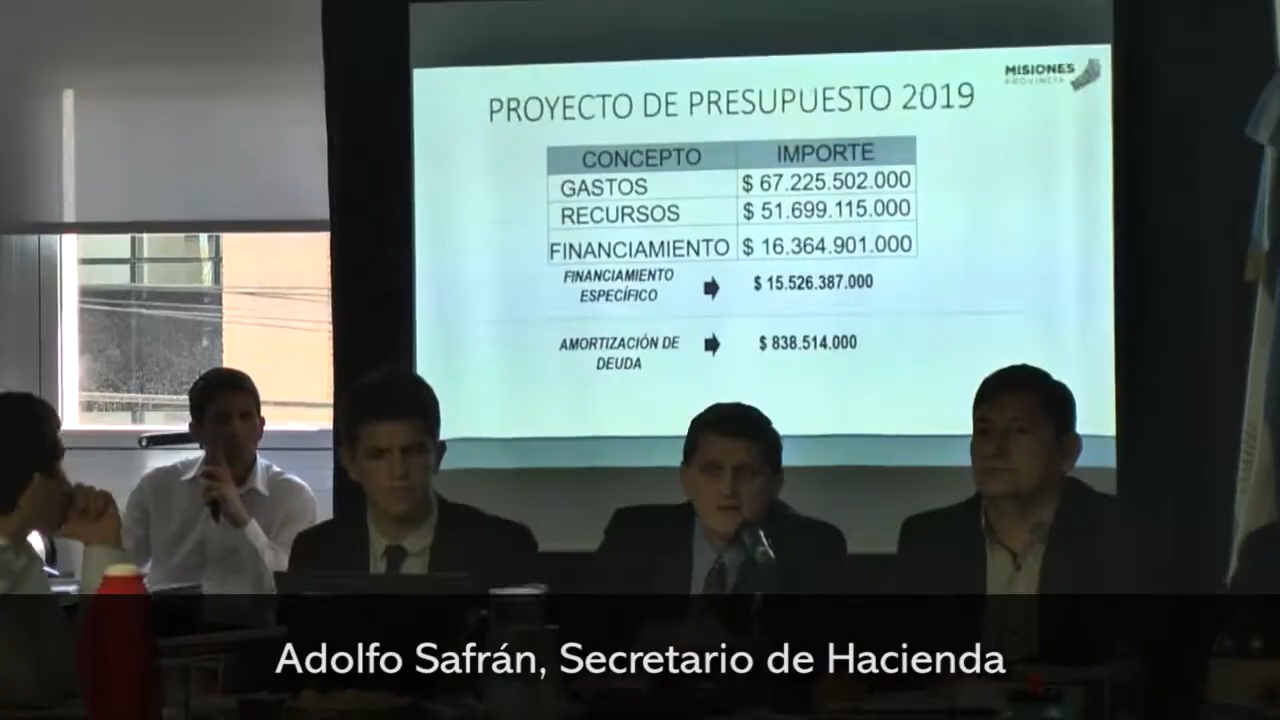 MISIONES
PROVINCIA
PROYECTO DE PRESUPUESTO 2019
CONCEPTO IMPORTE
GASTOS $ 67.225.502.000
RECURSOS $ 51.699.115.000
FINANCIAMIENTO $ 16.364.901.000
FINANCIAMIENTO
ESPECÍFICO $ 15.526.387.000
AMORTIZACIÓN DE
DEUDA $ 838.514.000
Adolfo Safrán, Secretario de Hacienda